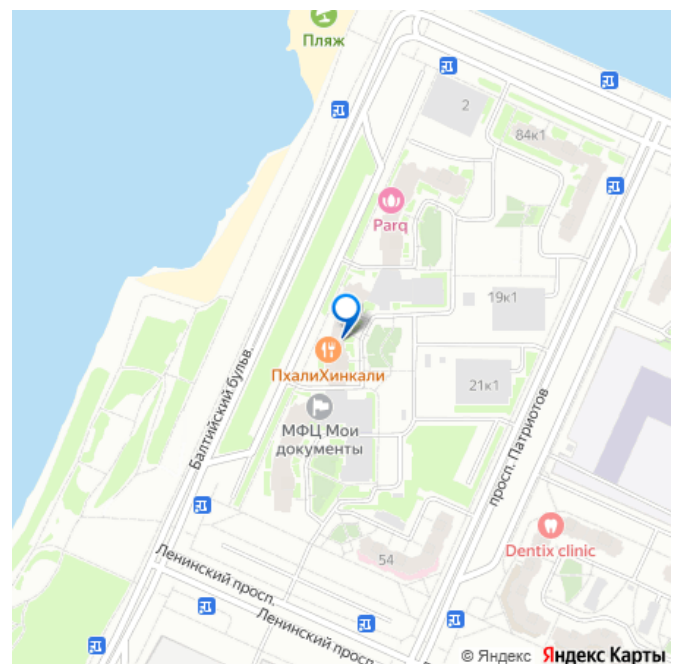 Пляж
2
84к1
Parq
19к1
ПхалиХинкали
21к1
МФЦ Мои
документы
Балтийский бульв.
просп. Патриотов
Dentix clinic
54
Ленинский просп.
Ленинский просп
© Яндекс Яндекс Карты